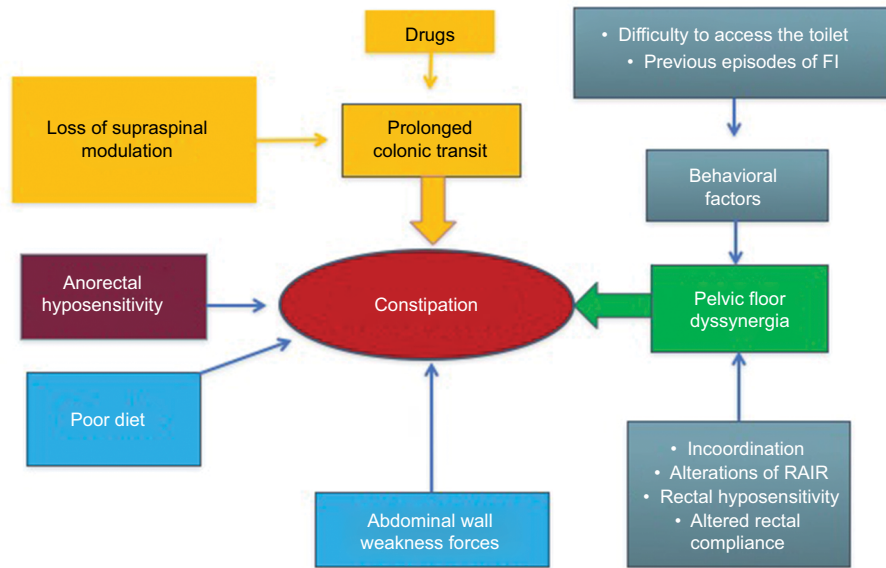 Drugs
• Difficulty to access the toilet
• Previous episodes of FI
Loss of supraspinal
modulation
Prolonged
colonic transit
Behavioral
factors
Anorectal
hyposensitivity
Constipation
Pelvic floor
dyssynergia
Poor diet
Abdominal wall
weakness forces
• Incoordination
• Alterations of RAIR
• Rectal hyposensitivity
• Altered rectal
compliance